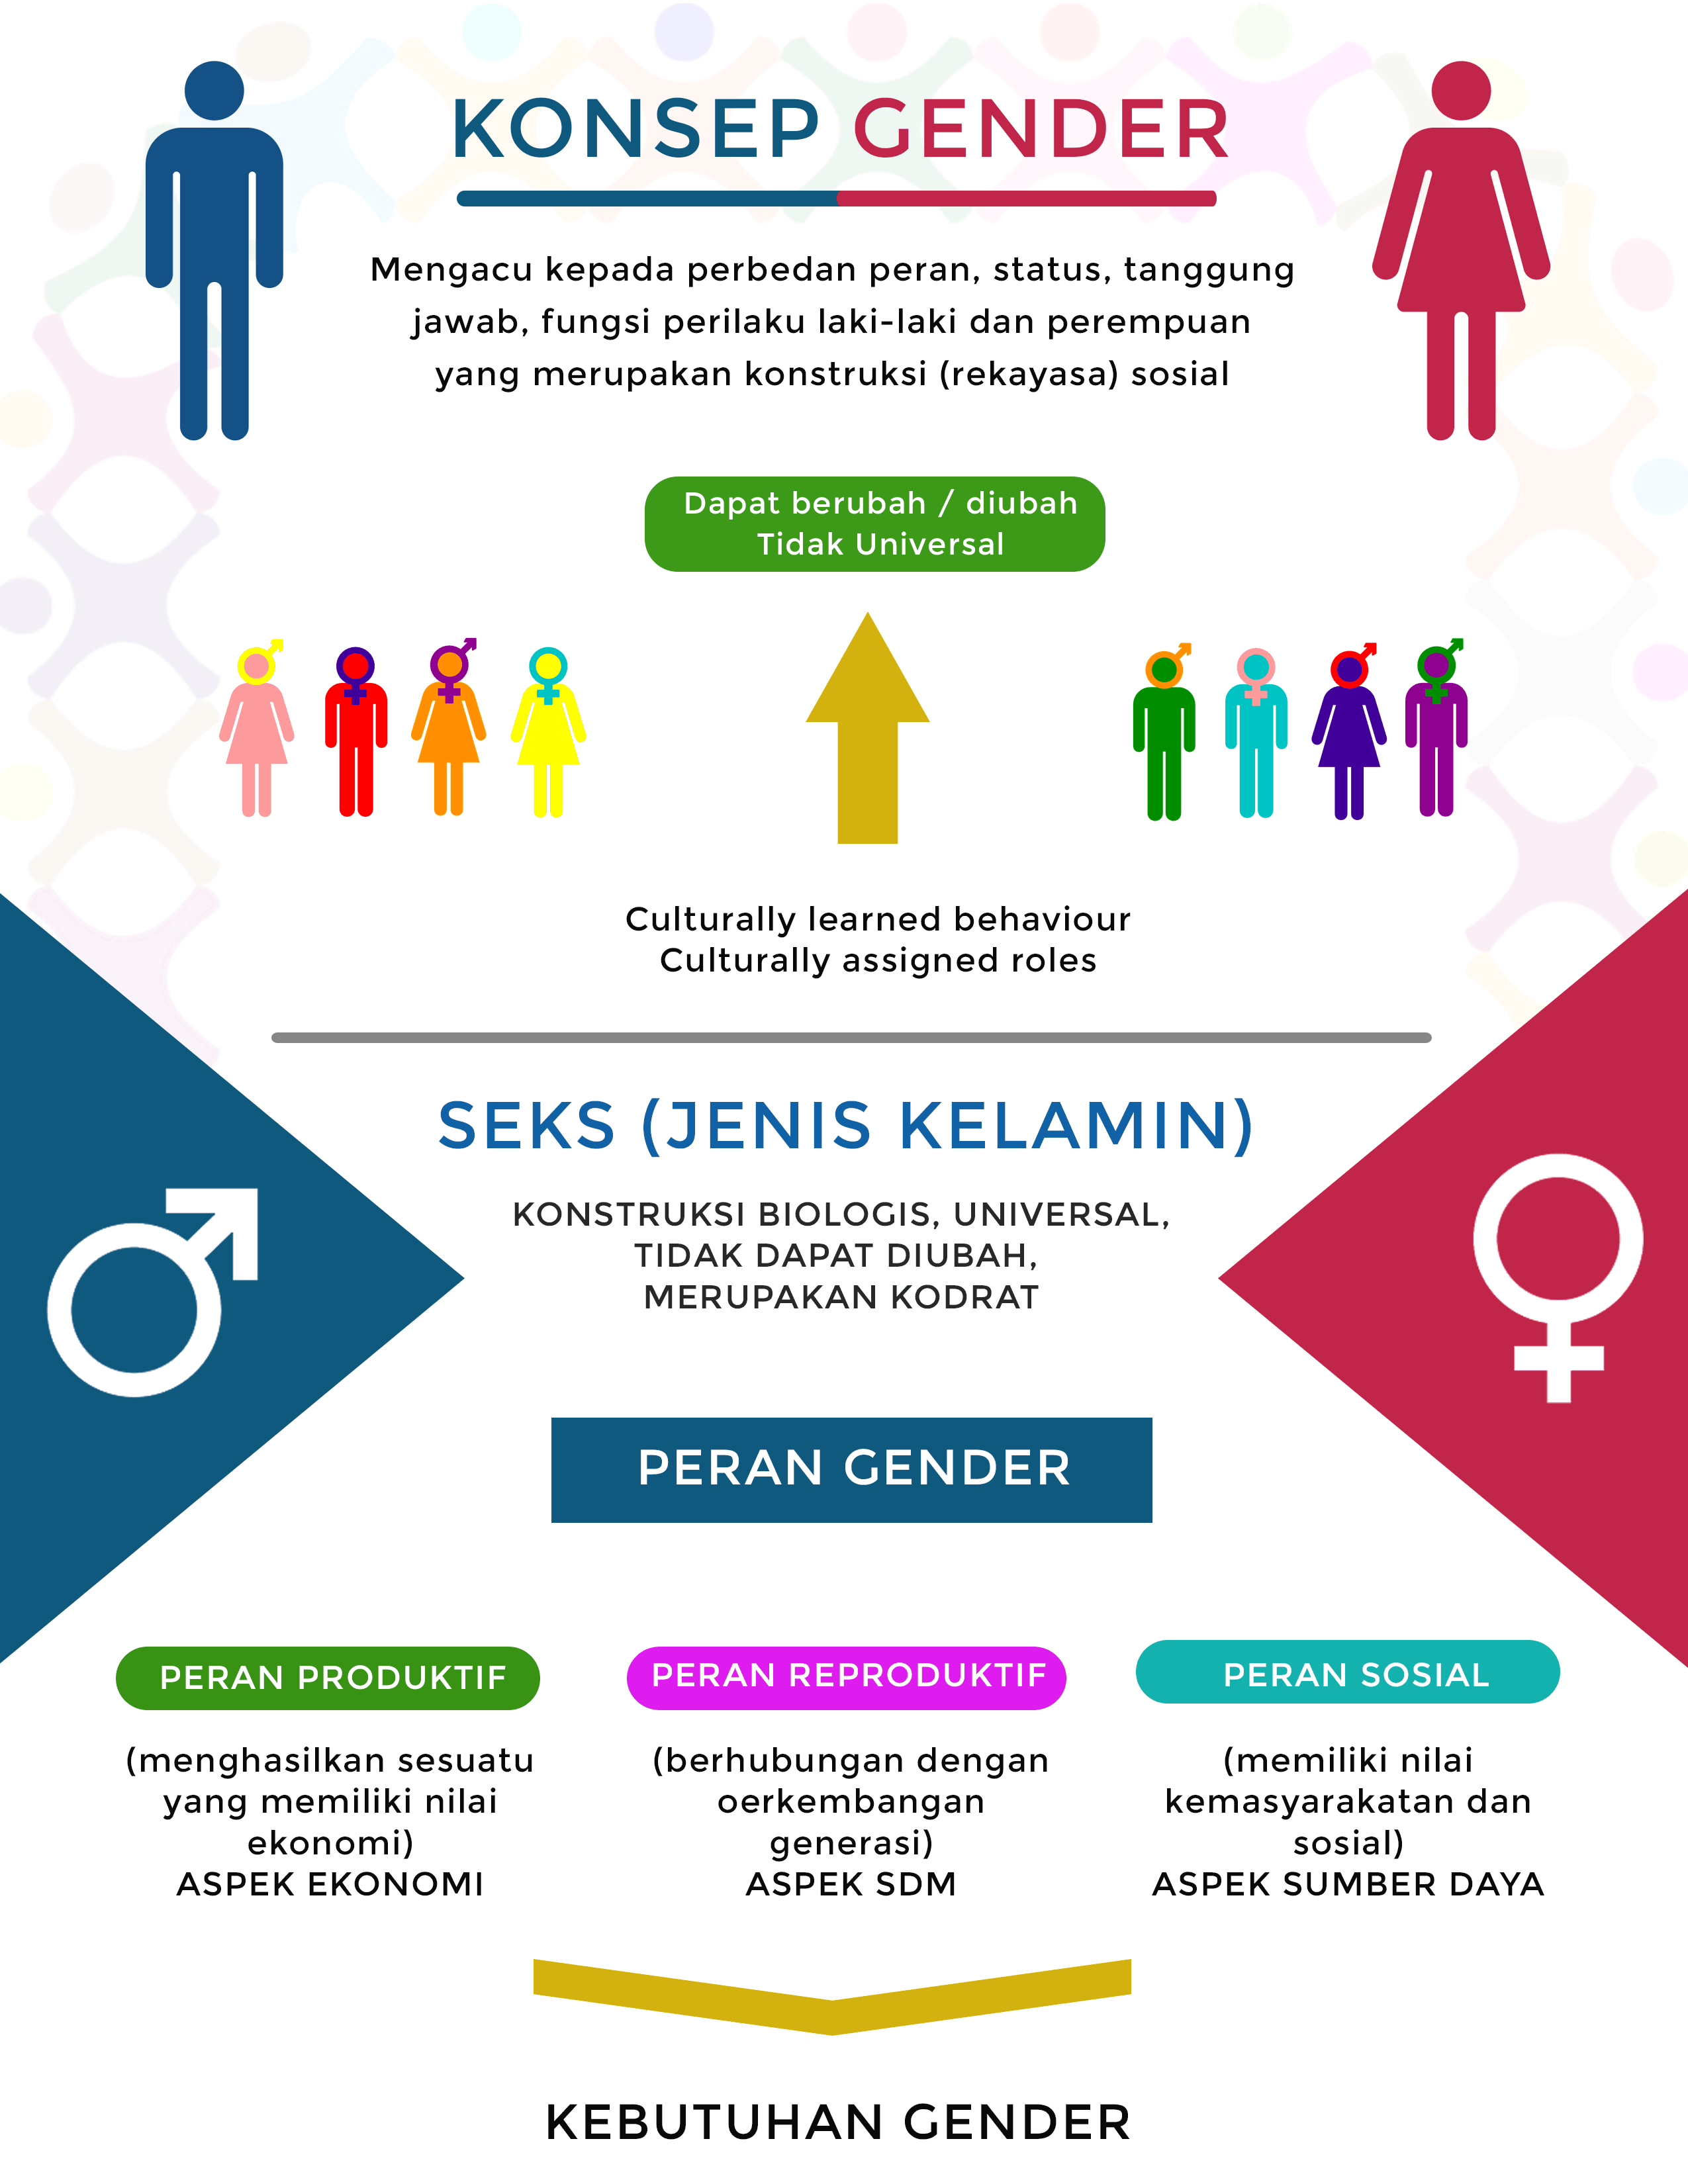 KONSEP GENDER
Mengacu kepada perbedan peran, status, tanggung
jawab, fungsi perilaku laki-laki dan perempuan
yang merupakan konstruksi (rekayasa) sosial
Dapat berubah / diubah
Tidak Universal
Culturally learned behaviour
Culturally assigned roles
SEKS (JENIS KELAMIN)
KONSTRUKSI BIOLOGIS, UNIVERSAL,
TIDAK DAPAT DIUBAH,
MERUPAKAN KODRAT
PERAN GENDER
PERAN PRODUKTIF
(menghasilkan sesuatu
yang memiliki nilai
ekonomi)
ASPEK EKONOMI
PERAN REPRODUKTIF
(berhubungan dengan
oerkembangan
generasi)
ASPEK SDM
PERAN SOSIAL
(memiliki nilai
kemasyarakatan dan
sosial)
ASPEK SUMBER DAYA
KEBUTUHAN GENDER